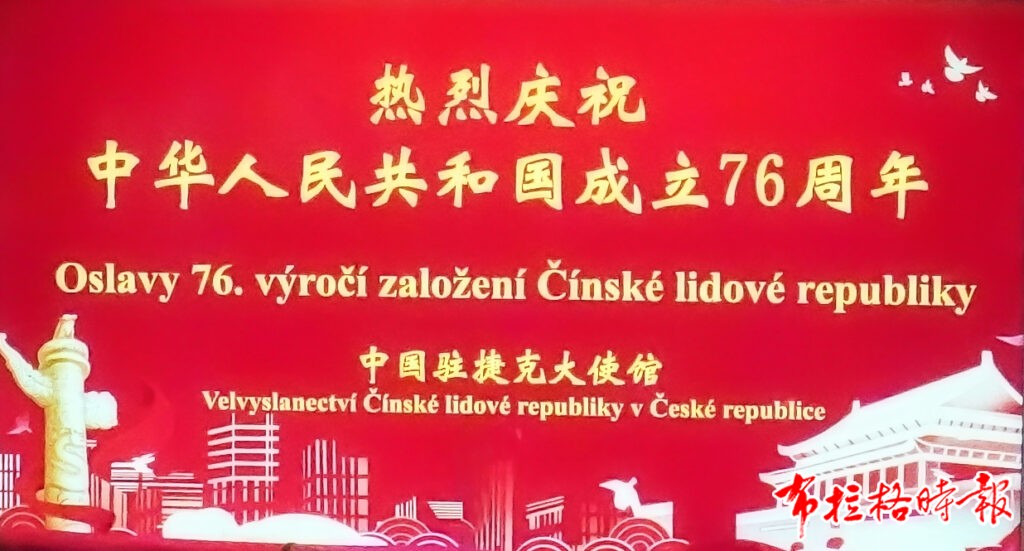 热烈庆祝
中华人民共和国成立76周年
Oslavy 76. výročí založení Čínské lidové republiky
中国驻捷克大使馆
Velvyslanectví Čínské lidové republiky v České republice
布拉格時報